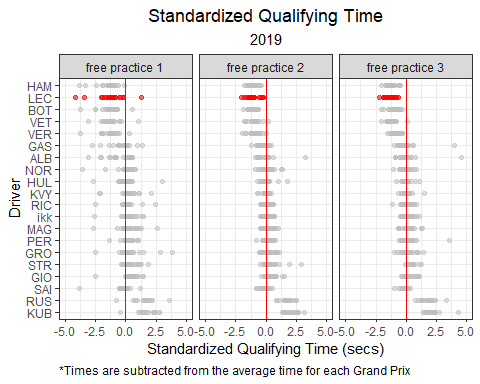 Standardized Qualifying Time
2019
free practice 1 free practice 2 free practice 3
Driver
HAM
LEC
BOT
VET
VER
GAS
ALB
NOR
HUL
KVY
RIC
ikk
MAG
PER
GRO
STR
GIO
SAI
RUS
KUB
-5.0 -2.5 0.0 2.5 5.0 -5.0 -2.5 0.0 2.5 5.0 -5.0 -2.5 0.0 2.5 5.0
Standardized Qualifying Time (secs)
*Times are subtracted from the average time for each Grand Prix